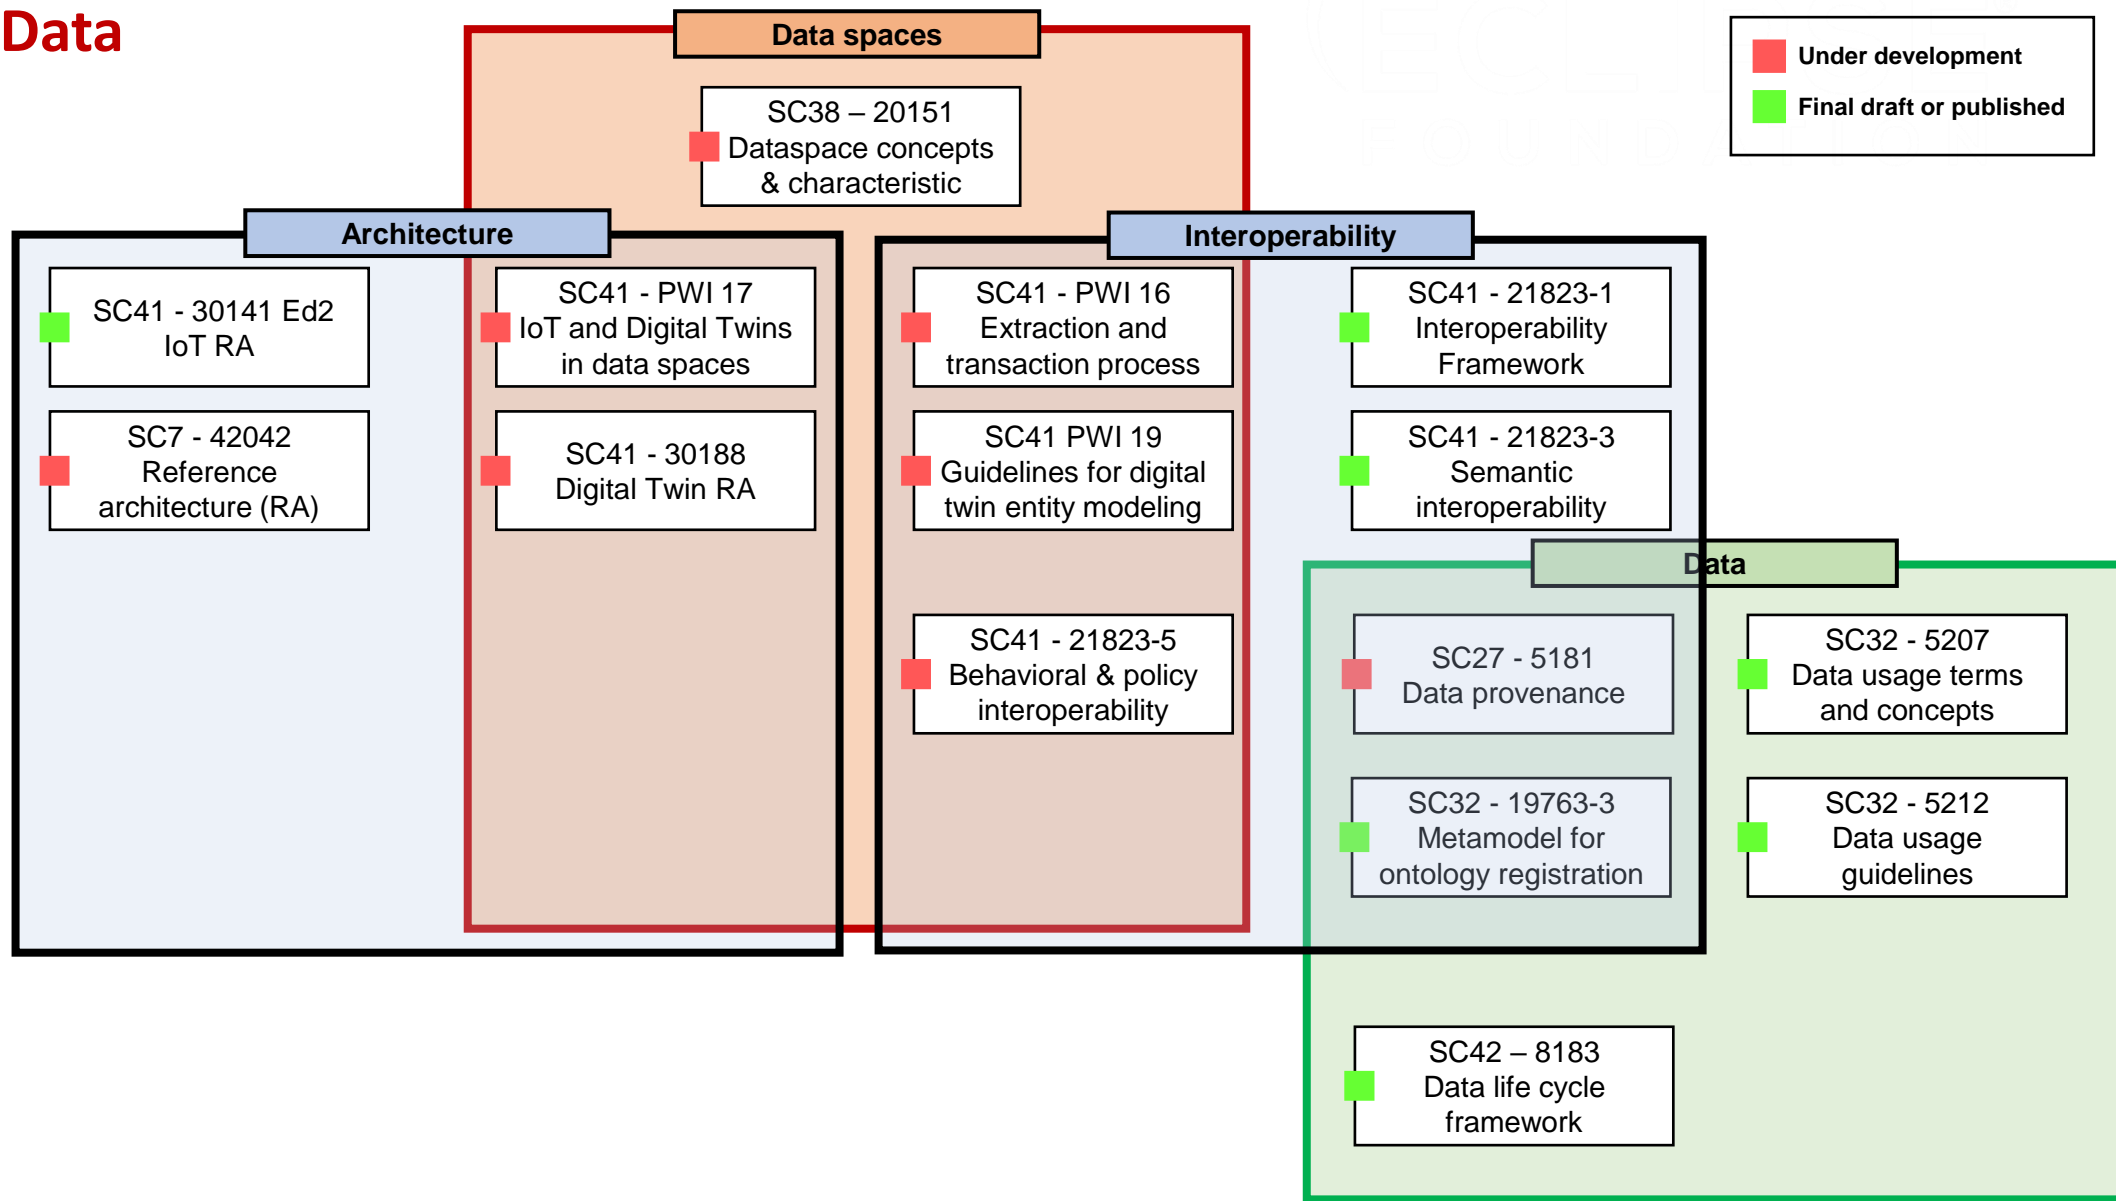 Data
Data spaces
Under development
Final draft or published
SC38 – 20151
Dataspace concepts
& characteristic
Architecture
Interoperability
SC41 - 30141 Ed2
IoT RA
SC41 - PWI 17
IoT and Digital Twins
in data spaces
SC41 - PWI 16
Extraction and
transaction process
SC41 - 21823-1
Interoperability
Framework
SC7 - 42042
Reference
architecture (RA)
SC41 - 30188
Digital Twin RA
SC41 PWI 19
Guidelines for digital
twin entity modeling
SC41 - 21823-3
Semantic
interoperability
Data
SC41 - 21823-5
Behavioral & policy
interoperability
SC27 - 5181
Data provenance
SC32 - 5207
Data usage terms
and concepts
SC32 - 19763-3
Metamodel for
ontology registration
SC32 - 5212
Data usage
guidelines
SC42 – 8183
Data life cycle
framework